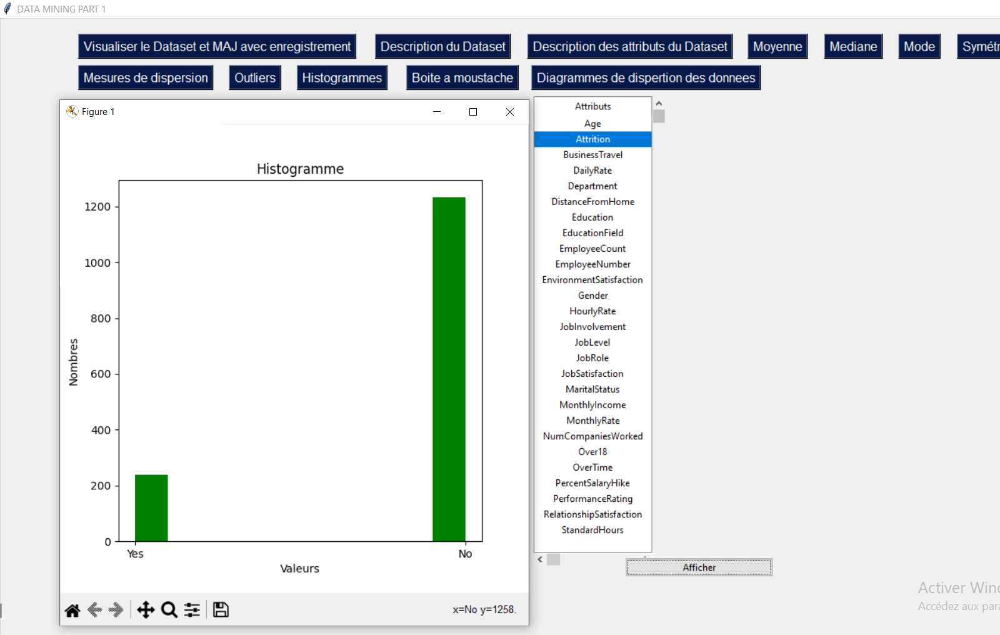 DATA MINING PART 1
Visualiser le Dataset et MAJ avec enregistrement
Description du Dataset
Description des attributs du Dataset
Moyenne
Mediane
Mode
Symétr
Mesures de dispersion
Outliers
Histogrammes
Boite a moustache
Diagrammes de dispertion des donnees
Figure 1
Histogramme
1200
1000
800
600
400
200
0
Nombres
Yes
No
Valeurs
x=No y=1258.
Attributs
Age
Attrition
BusinessTravel
DailyRate
Department
DistanceFromHome
Education
EducationField
EmployeeCount
EmployeeNumber
EnvironmentSatisfaction
Gender
HourlyRate
JobInvolvement
JobLevel
JobRole
JobSatisfaction
MaritalStatus
MonthlyIncome
MonthlyRate
NumCompaniesWorked
Over18
OverTime
PercentSalaryHike
PerformanceRating
RelationshipSatisfaction
StandardHours
Afficher
Activer Wind
Accédez aux para